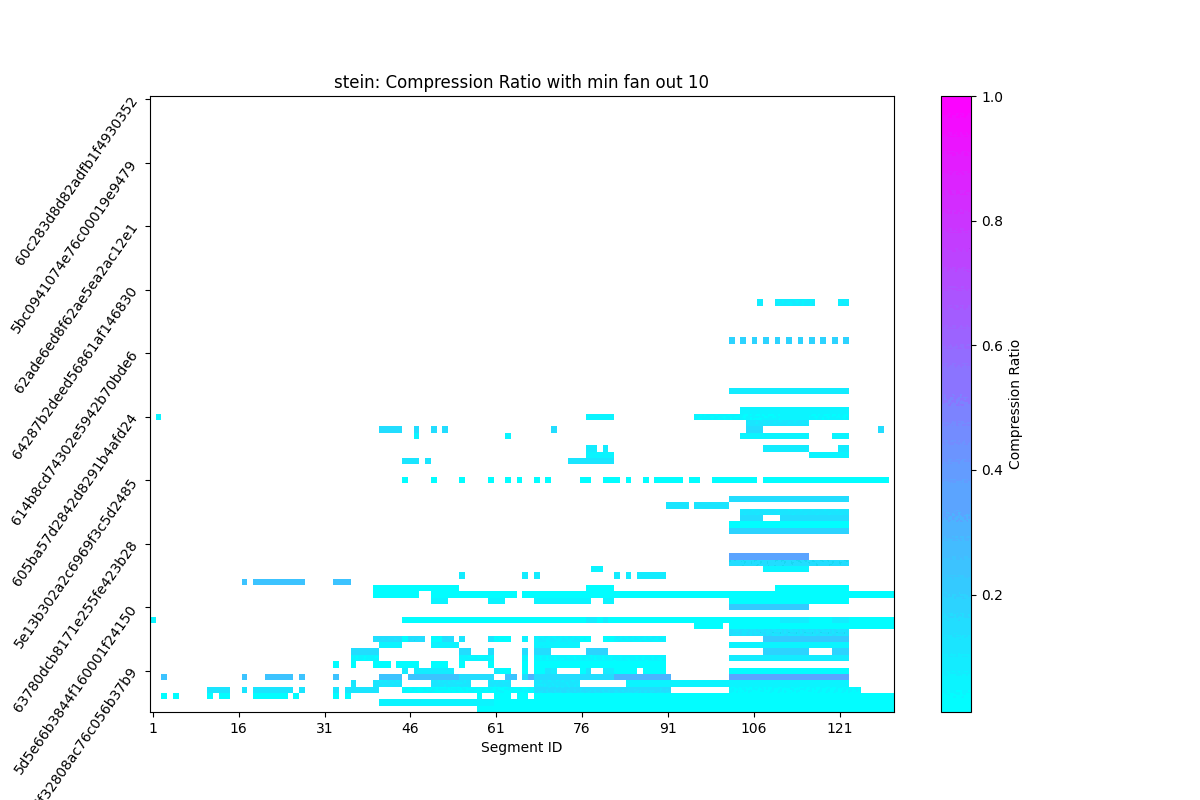 stein: Compression Ratio with min fan out 10
60c283d8d82adfb1f4930352
5bc0941074e76c00019e9479
62ade6ed8f62ae5ea2ac12e1
64287b2deed56861af146830
614b8cd74302e5942b70bde6
605ba57d2842d8291b4afd24
5e13b302a2c6969f3c5d2485
63780dcb8171e255fe423b28
5d5e66b3844f160001f24150
f32808ac76c056b37b9
1 16 31 46 61 76 91 106 121
Segment ID
1.0
0.8
0.6
0.4
0.2
Compression Ratio